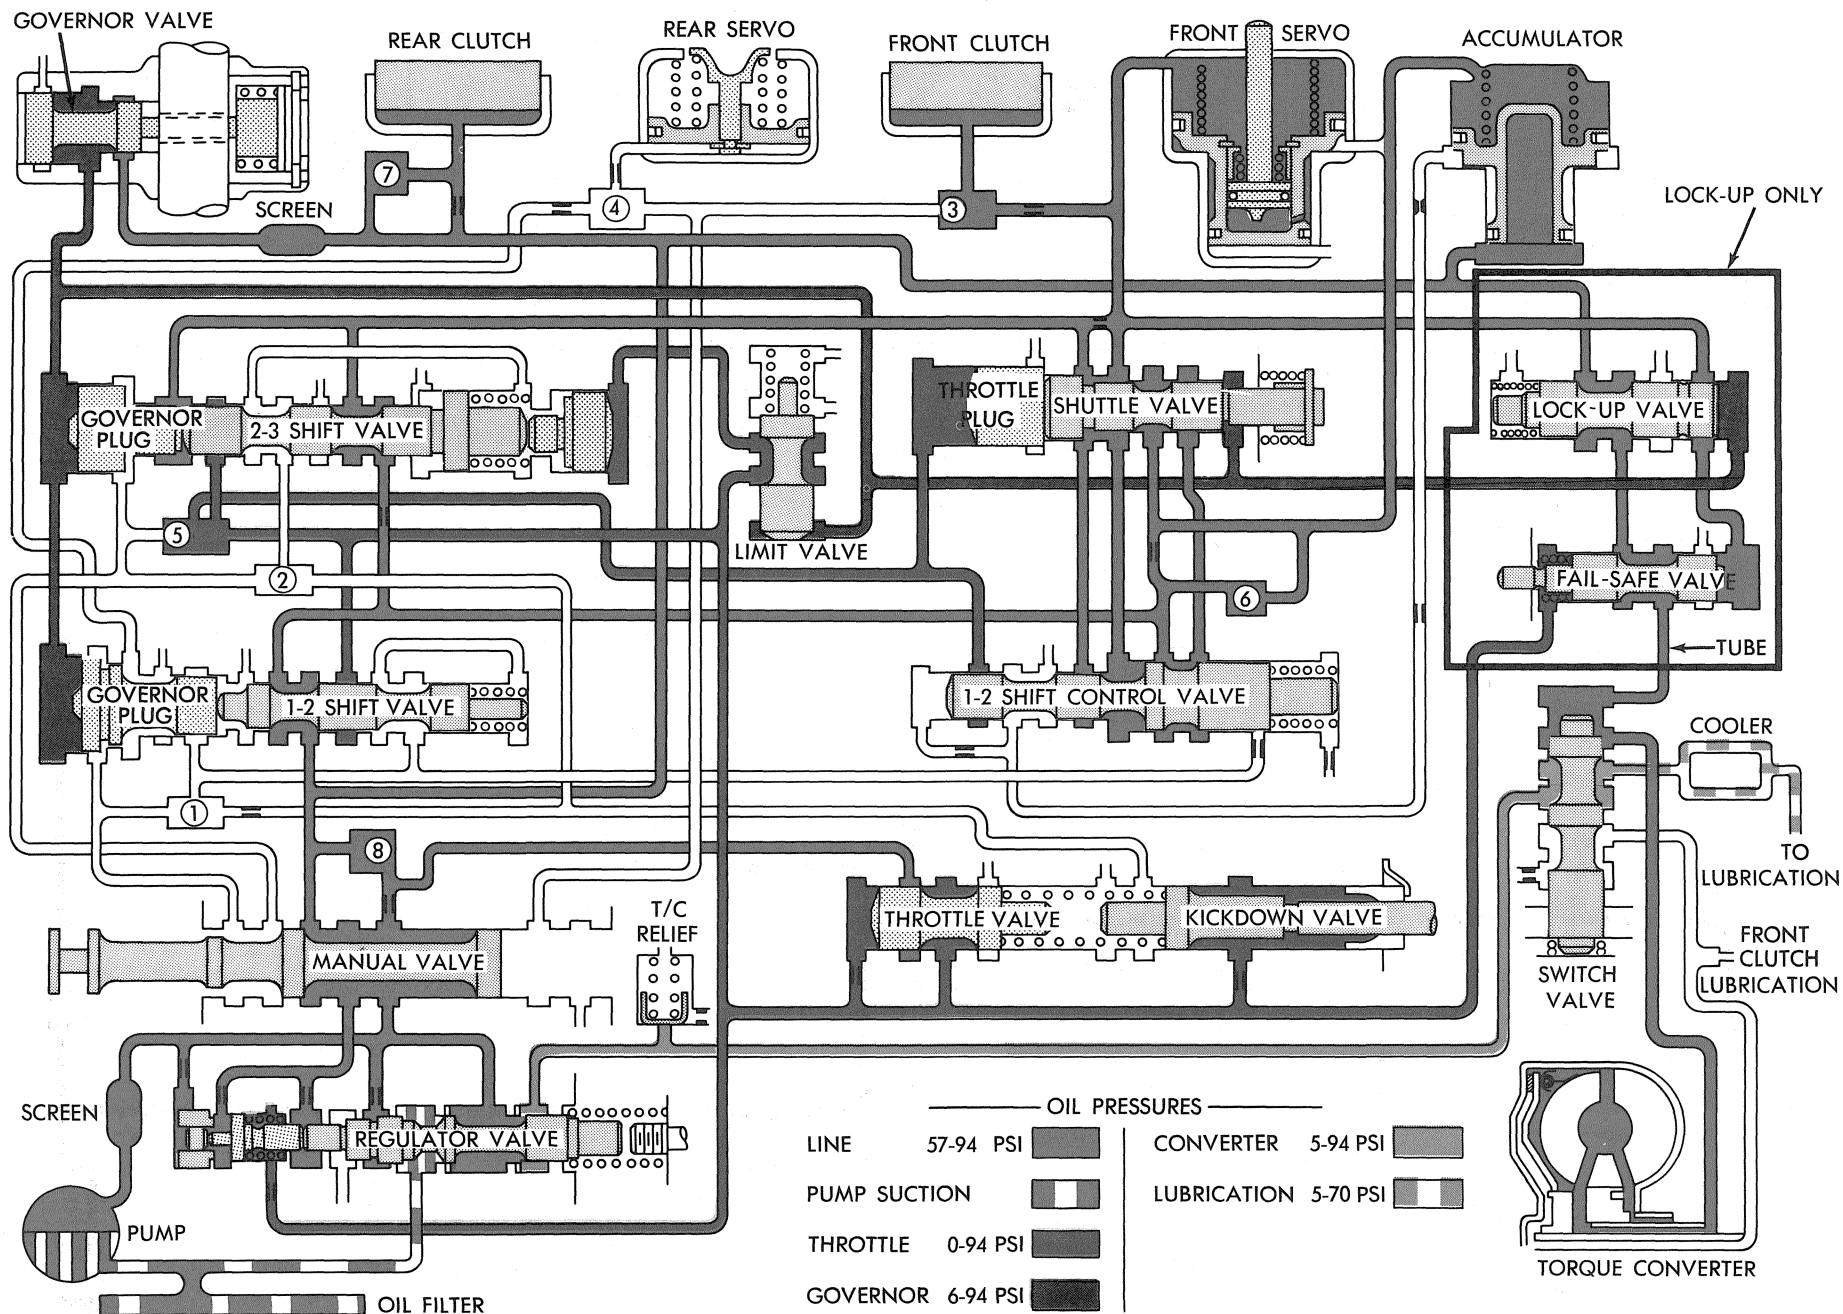 GOVERNOR VALVE
REAR CLUTCH
REAR SERVO
FRONT CLUTCH
FRONT SERVO
ACCUMULATOR
LOCK-UP ONLY
SCREEN
7
4
3
GOVERNOR
PLUG
2-3 SHIFT VALVE
THROTTLE
PLUG
SHUTTLE VALVE
LOCK-UP VALVE
5
LIMIT VALVE
2
6
FAIL-SAFE VALVE
TUBE
GOVERNOR
PLUG
1-2 SHIFT VALVE
1-2 SHIFT CONTROL VALVE
COOLER
1
8
TO
LUBRICATION
T/C
RELIEF
THROTTLE VALVE
KICKDOWN VALVE
MANUAL VALVE
SWITCH
VALVE
FRONT
CLUTCH
LUBRICATION
SCREEN
REGULATOR VALVE
PUMP
OIL FILTER
OIL PRESSURES
LINE 57-94 PSI
PUMP SUCTION
THROTTLE 0-94 PSI
GOVERNOR 6-94 PSI
CONVERTER 5-94 PSI
LUBRICATION 5-70 PSI
TORQUE CONVERTER